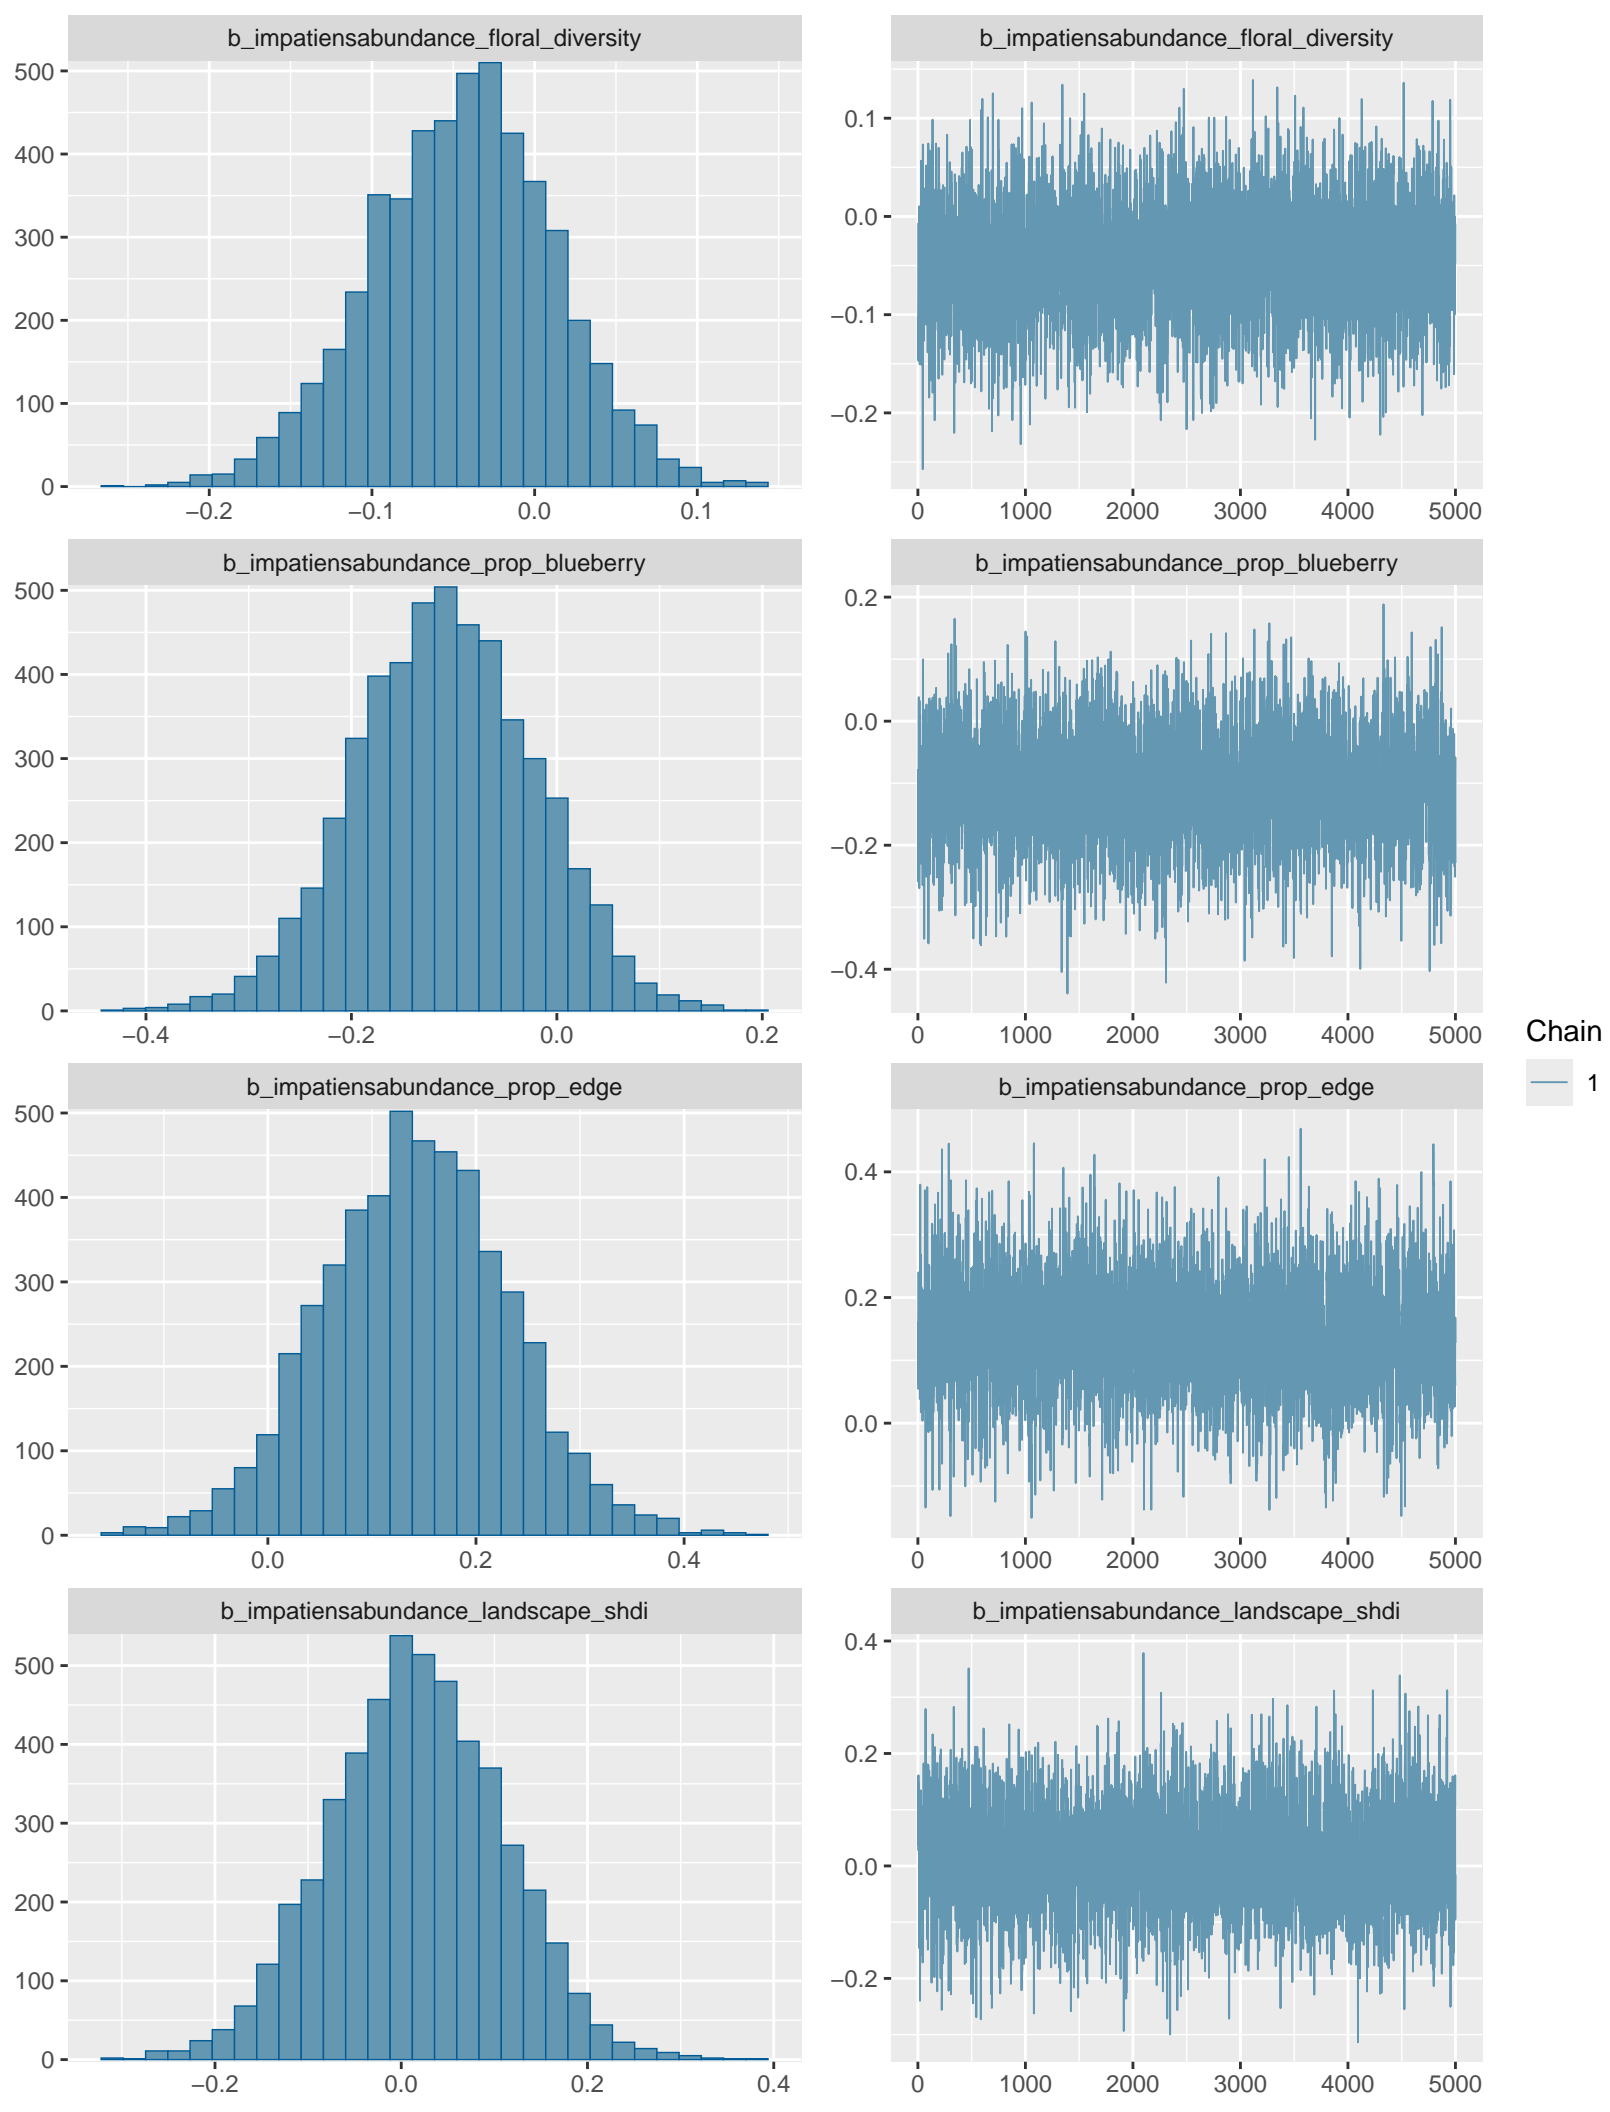 b_impatiensabundance_floral_diversity
500
400
300
200
100
0
−0.2 −0.1 0.0 0.1
b_impatiensabundance_floral_diversity
0.1
0.0
−0.1
−0.2
0 1000 2000 3000 4000 5000
b_impatiensabundance_prop_blueberry
500
400
300
200
100
0
−0.4 −0.2 0.0 0.2
b_impatiensabundance_prop_blueberry
0.2
0.0
−0.2
−0.4
0 1000 2000 3000 4000 5000
b_impatiensabundance_prop_edge
500
400
300
200
100
0
0.0 0.2 0.4
b_impatiensabundance_prop_edge
0.4
0.2
0.0
0 1000 2000 3000 4000 5000
b_impatiensabundance_landscape_shdi
500
400
300
200
100
0
−0.2 0.0 0.2 0.4
b_impatiensabundance_landscape_shdi
0.4
0.2
0.0
−0.2
0 1000 2000 3000 4000 5000
Chain
1